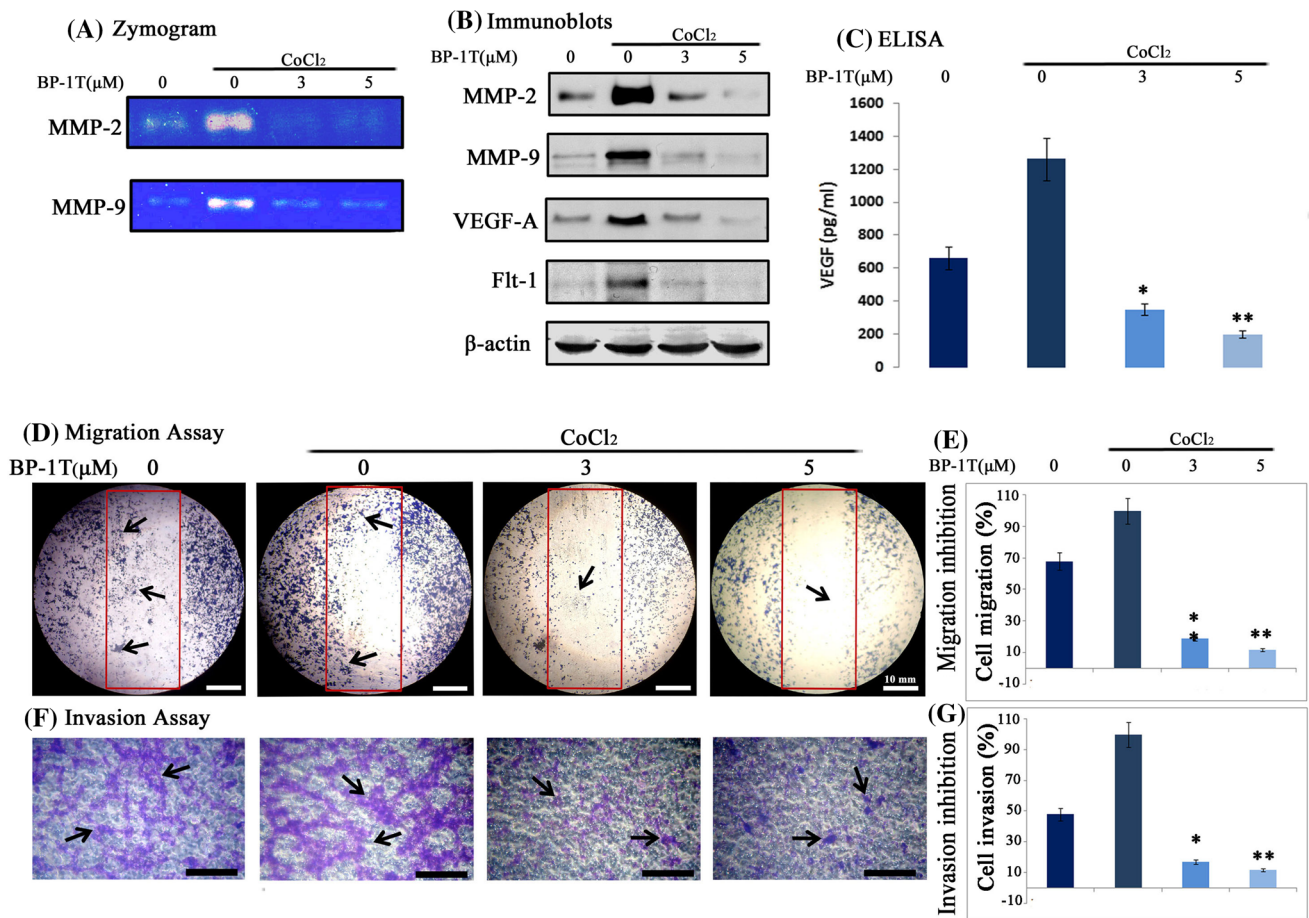 (A) Zymogram
CoCl₂
BP-1T(μM) 0 0 3 5
MMP-2
MMP-9
(B) Immunoblots
CoCl₂
BP-1T(μM) 0 0 3 5
MMP-2
MMP-9
VEGF-A
Flt-1
β-actin
(C) ELISA
CoCl₂
BP-1T(μM) 0 0 3 5
VEGF (pg/ml)
1600
1400
1200
1000
800
600
400
200
0
*
**
(D) Migration Assay
CoCl₂
BP-1T(μM) 0 0 3 5
10 mm
(E)
CoCl₂
BP-1T(μM) 0 0 3 5
Migration inhibition
Cell migration (%)
110
90
70
50
30
10
-10
*
*
**
(F) Invasion Assay
(G)
Invasion inhibition
Cell invasion (%)
110
90
70
50
30
10
-10
*
**